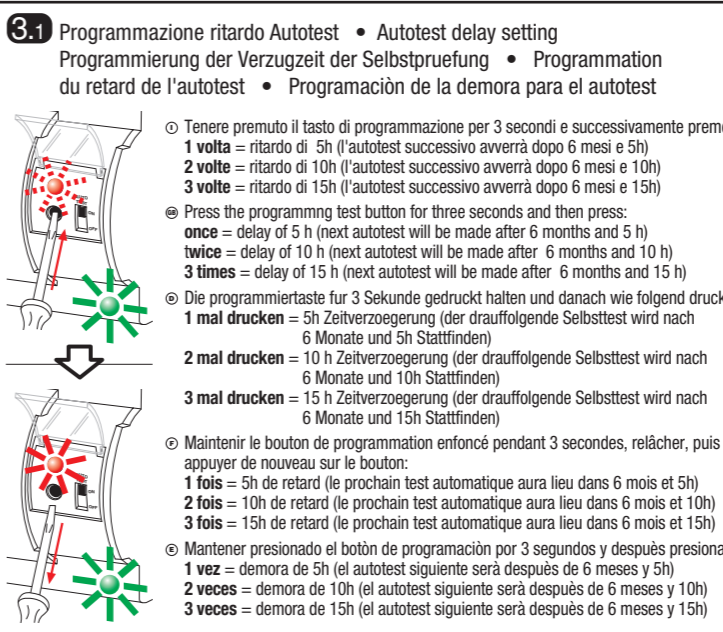 3.1 Programmazione ritardo Autotest • Autotest delay setting
Programmierung der Verzugzeit der Selbstpruefung • Programmation
du retard de l'autotest • Programaciòn de la demora para el autotest
I Tenere premuto il tasto di programmazione per 3 secondi e successivamente
1 volta = ritardo di 5h (l'autotest successivo avverrà dopo 6 mesi e 5h)
2 volte = ritardo di 10h (l'autotest successivo avverrà dopo 6 mesi e 10h)
3 volte = ritardo di 15h (l'autotest successivo avverrà dopo 6 mesi e 15h)
GB Press the programmng test button for three seconds and then press:
once = delay of 5 h (next autotest will be made after 6 months and 5 h)
twice = delay of 10 h (next autotest will be made after 6 months and 10 h)
3 times = delay of 15 h (next autotest will be made after 6 months and 15 h)
D Die programmiertaste fur 3 Sekunde gedruckt halten und danach wie folgend
1 mal drucken = 5h Zeitverzoegerung (der drauffolgende Selbsttest wird nach
6 Monate und 5h Stattfinden)
2 mal drucken = 10 h Zeitverzoegerung (der drauffolgende Selbsttest wird nach
6 Monate und 10h Stattfinden)
3 mal drucken = 15 h Zeitverzoegerung (der drauffolgende Selbsttest wird nach
6 Monate und 15h Stattfinden)
F Maintenir le bouton de programmation enfoncé pendant 3 secondes, relâcher, puis
appuyer de nouveau sur le bouton:
1 fois = 5h de retard (le prochain test automatique aura lieu dans 6 mois et 5h)
2 fois = 10h de retard (le prochain test automatique aura lieu dans 6 mois et 10h)
3 fois = 15h de retard (le prochain test automatique aura lieu dans 6 mois et 15h)
E Mantener presionado el botòn de programaciòn por 3 segundos y despuès
1 vez = demora de 5h (el autotest siguiente serà despuès de 6 meses y 5h)
2 veces = demora de 10h (el autotest siguiente serà despuès de 6 meses y 10h)
3 veces = demora de 15h (el autotest siguiente serà despuès de 6 meses y 15h)
ON
OFF
ON
OFF